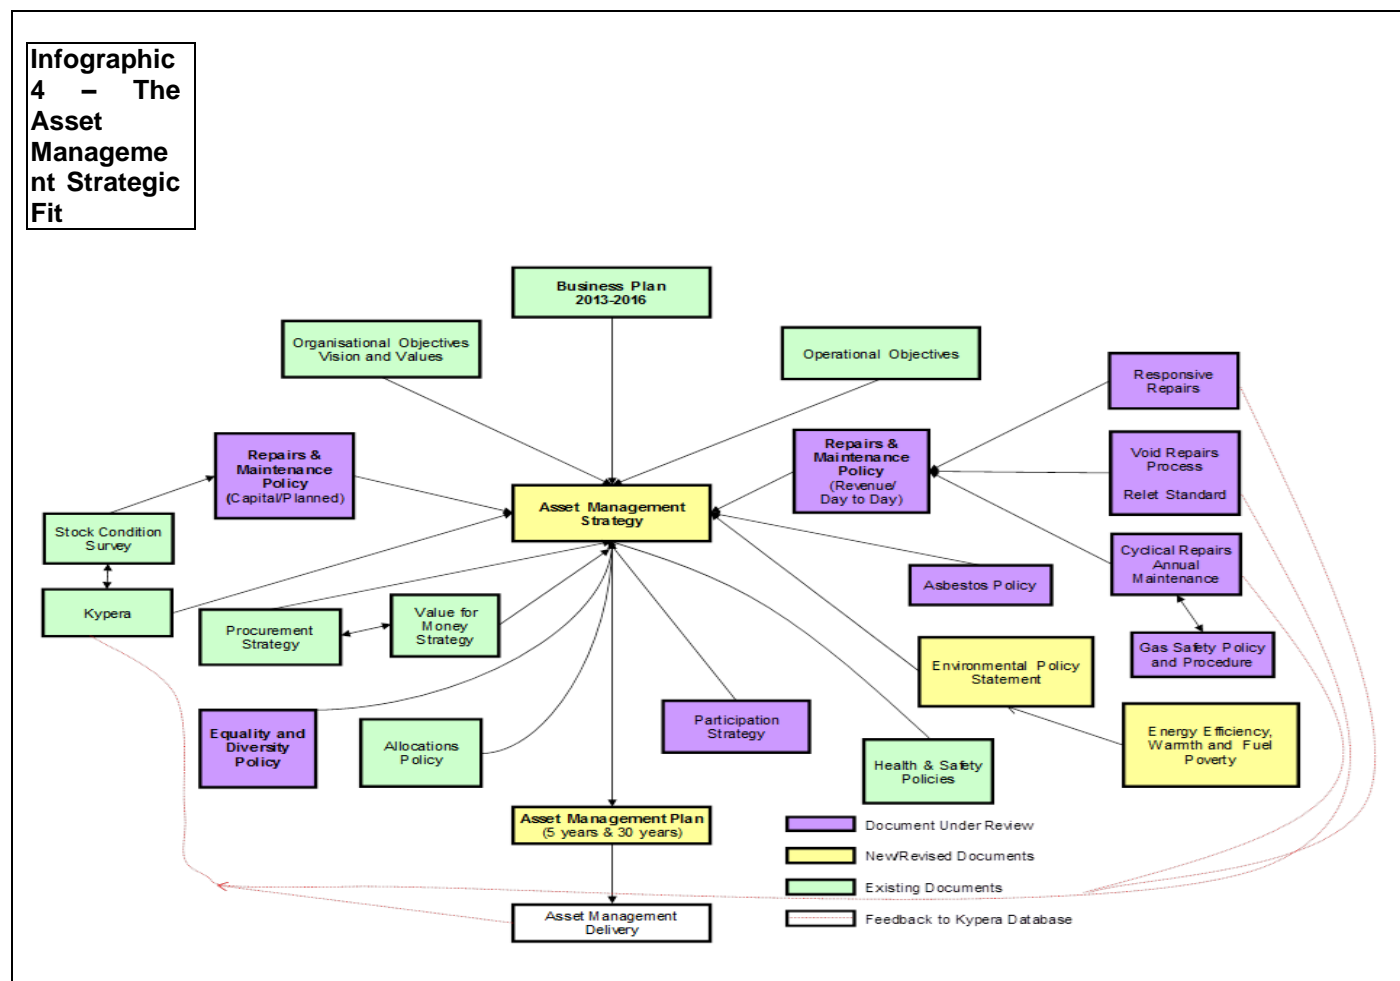 Infographic
4 – The
Asset
Manageme
nt Strategic
Fit
Business Plan
2013-2016
Organisational Objectives
Vision and Values
Operational Objectives
Responsive
Repairs
Repairs &
Maintenance
Policy
(Capital/Planned)
Repairs &
Maintenance
Policy
(Revenue/
Day to Day)
Void Repairs
Process
Relet Standard
Asset Management
Strategy
Stock Condition
Survey
Cyclical Repairs
Annual
Maintenance
Asbestos Policy
Kypera
Procurement
Strategy
Value for
Money
Strategy
Gas Safety Policy
and Procedure
Environmental Policy
Statement
Equality and
Diversity
Policy
Allocations
Policy
Participation
Strategy
Health & Safety
Policies
Energy Efficiency,
Warmth and Fuel
Poverty
Asset Management Plan
(5 years & 30 years)
Document Under Review
New/Revised Documents
Existing Documents
Feedback to Kypera Database
Asset Management
Delivery